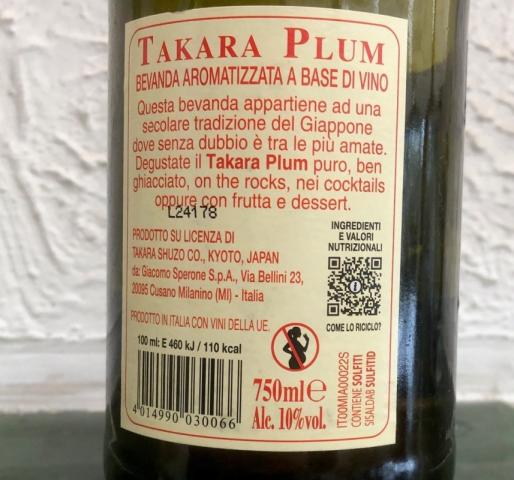 TAKARA PLUM
BEVANDA AROMATIZZATA A BASE DI VINO
Questa bevanda appartiene ad una
secolare tradizione del Giappone
dove senza dubbio è tra le più amate.
Degustate il Takara Plum puro, ben
ghiacciato, on the rocks, nei cocktails
oppure con frutta e dessert.
L24178
PRODOTTO SU LICENZA DI
TAKARA SHUZO CO., KYOTO, JAPAN
da: Giacomo Sperone S.p.A., Via Bellini 23,
20095 Cusano Milanino (MI) - Italia
PRODOTTO IN ITALIA CON VINI DELLA UE.
100 ml: E 460 kJ / 110 kcal
4 014990 030066
INGREDIENTI
E VALORI
NUTRIZIONALI
COME LO RICICLO?
750ml e
Alc. 10%vol.
IT00MIA00022S
CONTIENE SOLFITI
SISALDAB SULFITID